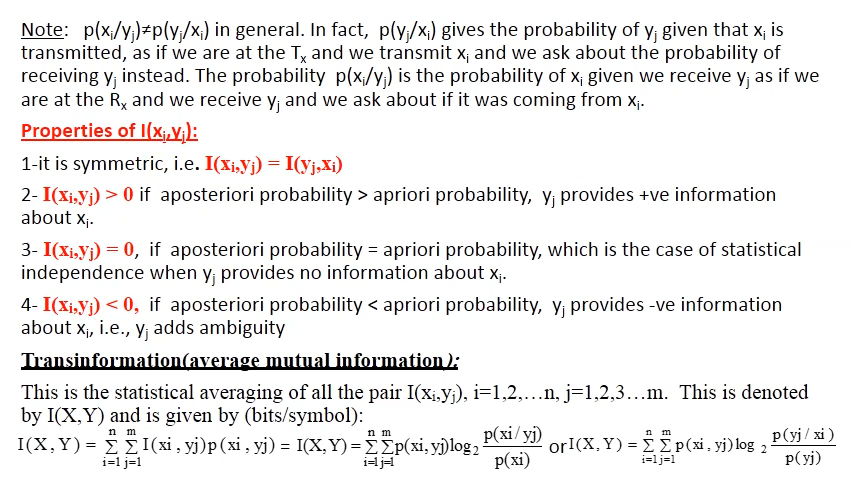 Note: p(xᵢ/yⱼ)≠p(yⱼ/xᵢ) in general. In fact, p(yⱼ/xᵢ) gives the probability of yⱼ given that xᵢ is
transmitted, as if we are at the Tₓ and we transmit xᵢ and we ask about the probability of
receiving yⱼ instead. The probability p(xᵢ/yⱼ) is the probability of xᵢ given we receive yⱼ as if we
are at the Rₓ and we receive yⱼ and we ask about if it was coming from xᵢ.
Properties of I(xᵢ,yⱼ):
1-it is symmetric, i.e. I(xᵢ,yⱼ) = I(yⱼ,xᵢ)
2- I(xᵢ,yⱼ) > 0 if aposteriori probability > apriori probability, yⱼ provides +ve information
about xᵢ.
3- I(xᵢ,yⱼ) = 0, if aposteriori probability = apriori probability, which is the case of statistical
independence when yⱼ provides no information about xᵢ.
4- I(xᵢ,yⱼ) < 0, if aposteriori probability < apriori probability, yⱼ provides -ve information
about xᵢ, i.e., yⱼ adds ambiguity
Transinformation(average mutual information):
This is the statistical averaging of all the pair I(xᵢ,yⱼ), i=1,2,…n, j=1,2,3…m. This is denoted
by I(X,Y) and is given by (bits/symbol):
I(X,Y) = n∑i=1 m∑j=1 I(xi,yj)p(xi,yj) = I(X,Y) = n∑i=1 m∑j=1 p(xi,yj)log₂ p(xi/yj)/p(xi) or I(X,Y) = n∑i=1 m∑j=1 p(xi,yj)log₂ p(yj/xi)/p(yj)